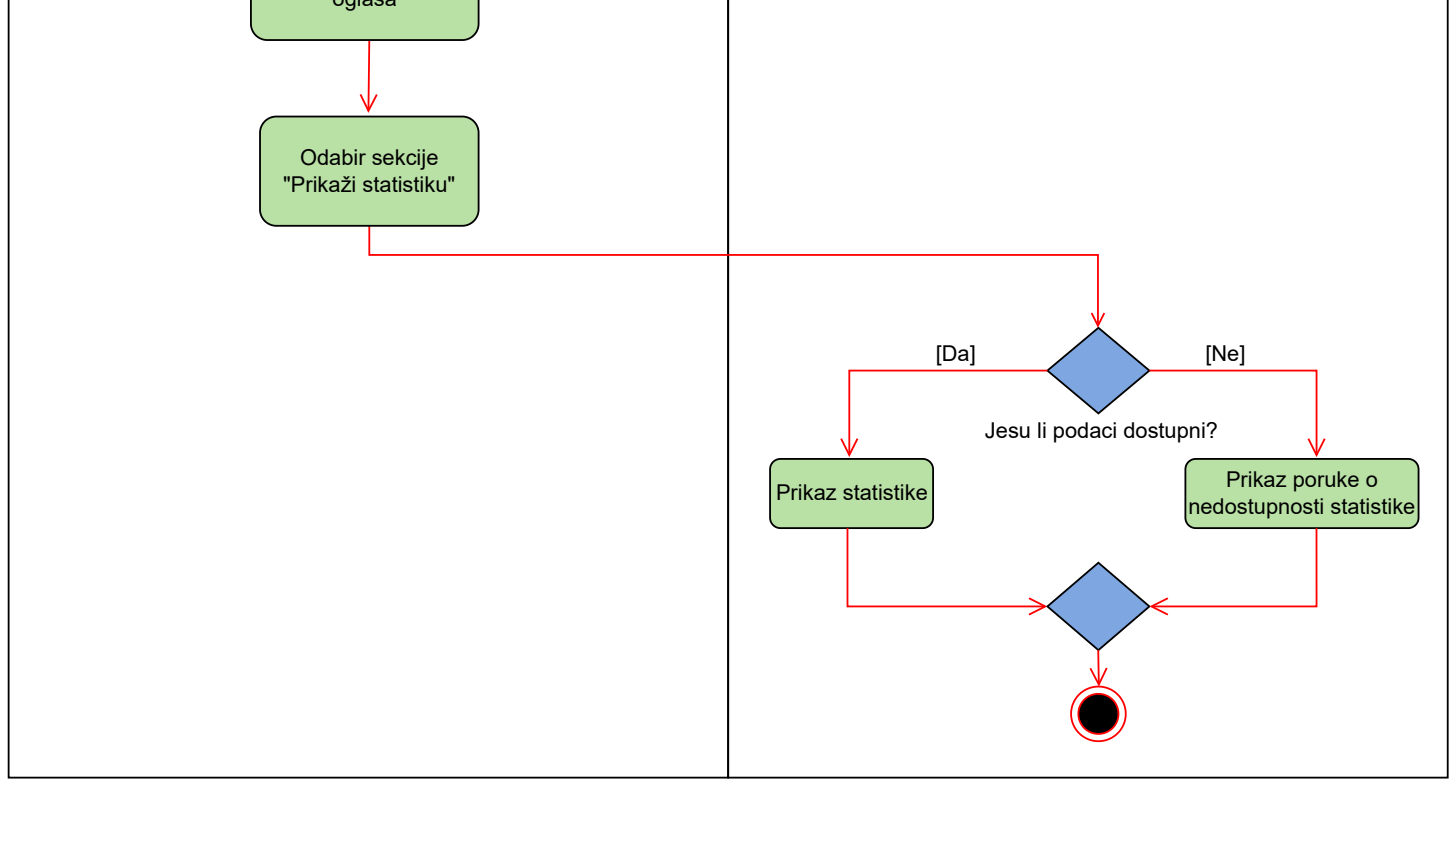 oglasa
Odabir sekcije
"Prikaži statistiku"
[Da]
[Ne]
Jesu li podaci dostupni?
Prikaz statistike
Prikaz poruke o
nedostupnosti statistike